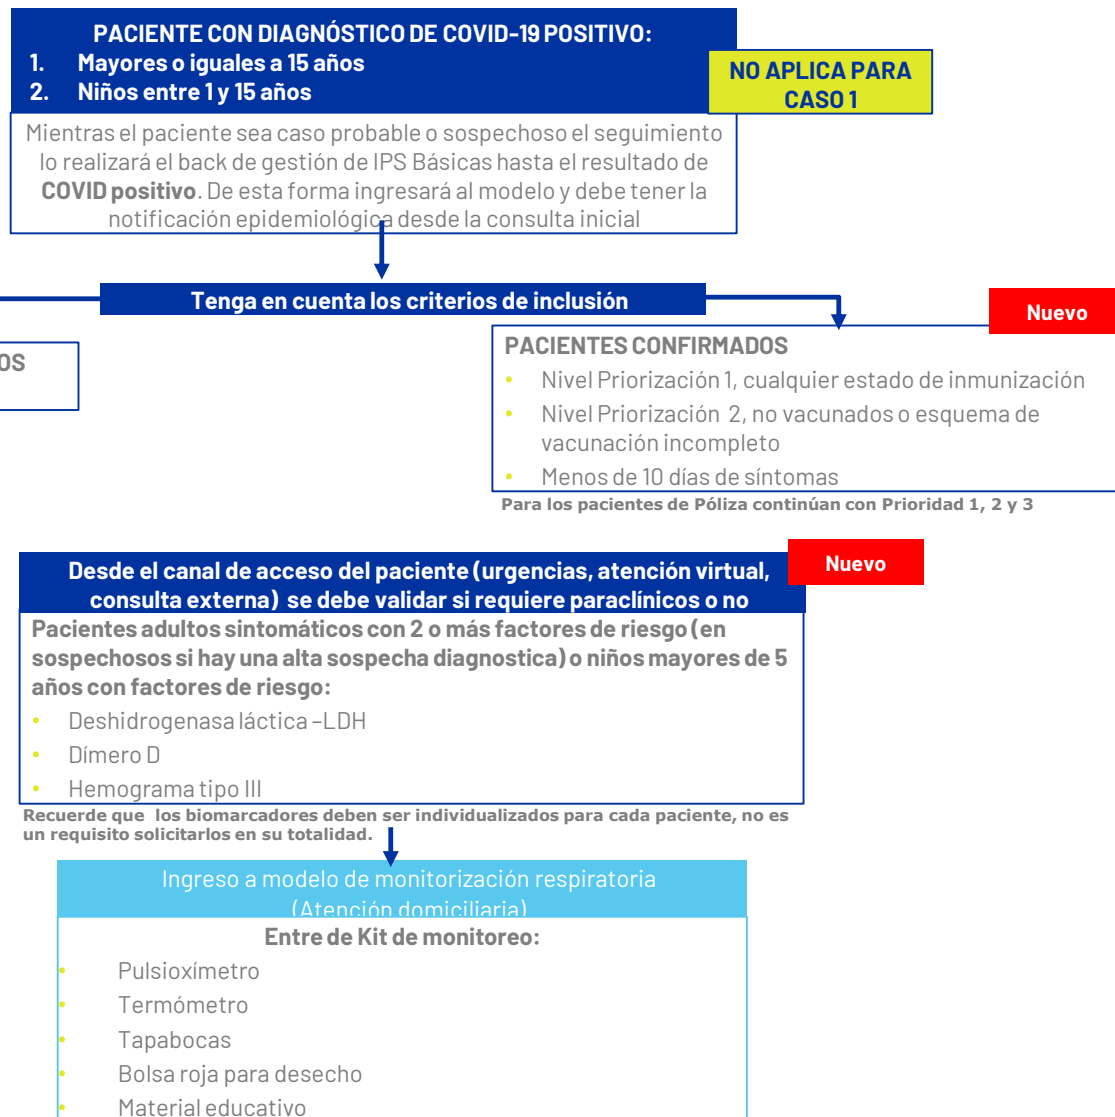 PACIENTE CON DIAGNÓSTICO DE COVID-19 POSITIVO:
1. Mayores o iguales a 15 años
2. Niños entre 1 y 15 años
NO APLICA PARA
CASO 1
Mientras el paciente sea caso probable o sospechoso el seguimiento
lo realizará el back de gestión de IPS Básicas hasta el resultado de
COVID positivo. De esta forma ingresará al modelo y debe tener la
notificación epidemiológica desde la consulta inicial
Tenga en cuenta los criterios de inclusión
Nuevo
OS
PACIENTES CONFIRMADOS
• Nivel Priorización 1, cualquier estado de inmunización
• Nivel Priorización 2, no vacunados o esquema de
vacunación incompleto
• Menos de 10 días de síntomas
Para los pacientes de Póliza continúan con Prioridad 1, 2 y 3
Nuevo
Desde el canal de acceso del paciente (urgencias, atención virtual,
consulta externa) se debe validar si requiere paraclínicos o no
Pacientes adultos sintomáticos con 2 o más factores de riesgo (en
sospechosos si hay una alta sospecha diagnostica) o niños mayores de 5
años con factores de riesgo:
• Deshidrogenasa láctica –LDH
• Dímero D
• Hemograma tipo III
Recuerde que los biomarcadores deben ser individualizados para cada paciente, no es
un requisito solicitarlos en su totalidad.
Ingreso a modelo de monitorización respiratoria
(Atención domiciliaria)
Entre de Kit de monitoreo:
• Pulsioxímetro
• Termómetro
• Tapabocas
• Bolsa roja para desecho
• Material educativo